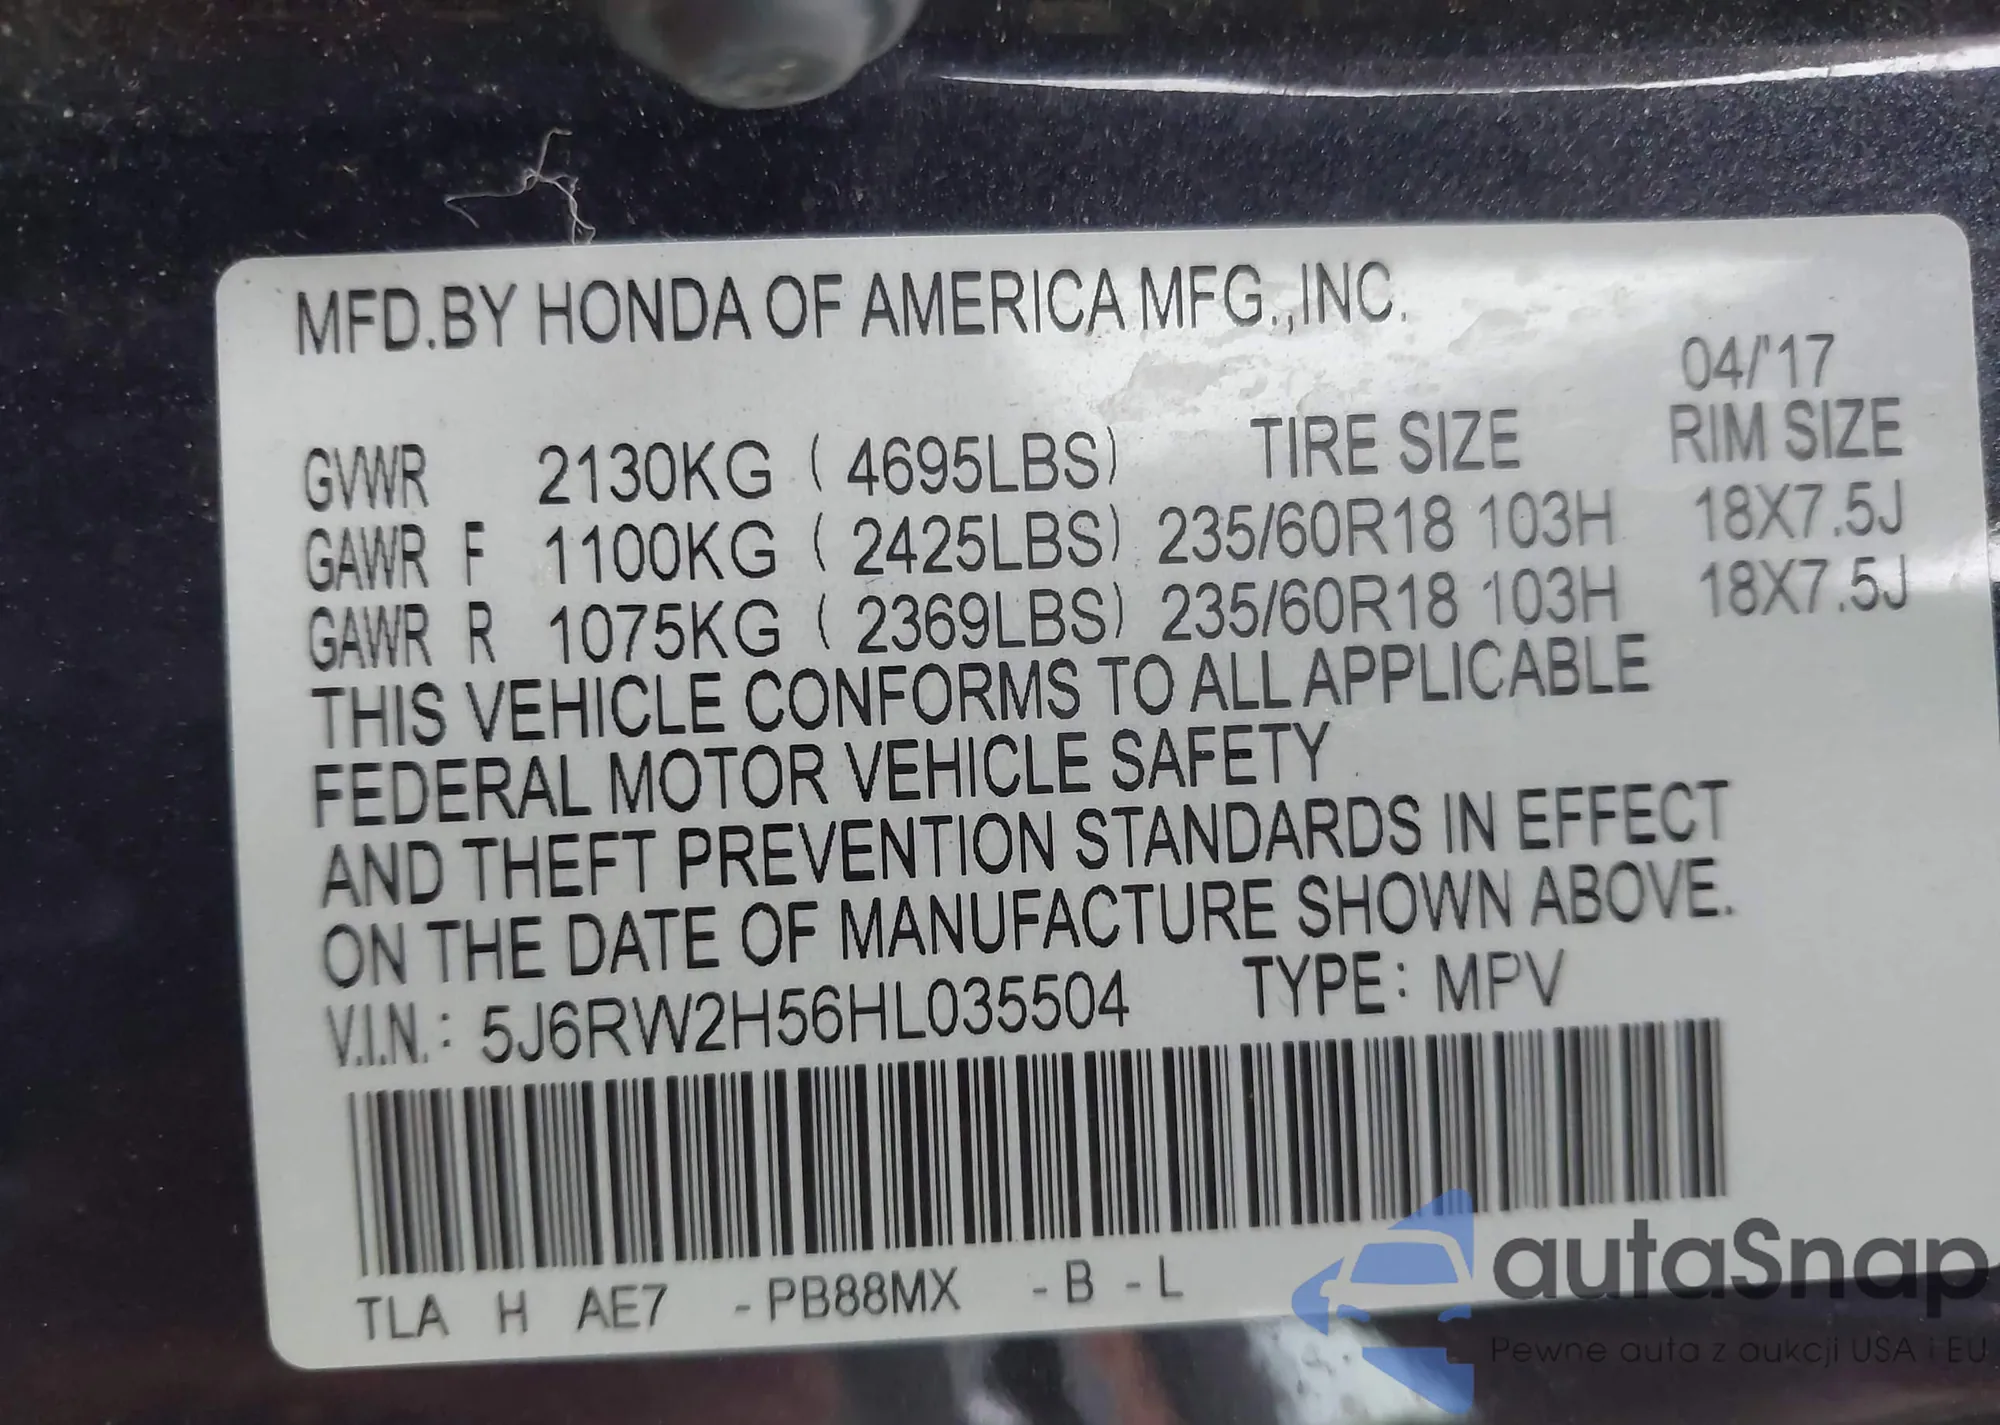 MFD.BY HONDA OF AMERICA MFG.,INC.
04/'17
GVWR 2130KG ( 4695LBS) TIRE SIZE RIM SIZE
GAWR F 1100KG ( 2425LBS) 235/60R18 103H 18X7.5J
GAWR R 1075KG ( 2369LBS) 235/60R18 103H 18X7.5J
THIS VEHICLE CONFORMS TO ALL APPLICABLE
FEDERAL MOTOR VEHICLE SAFETY
AND THEFT PREVENTION STANDARDS IN EFFECT
ON THE DATE OF MANUFACTURE SHOWN ABOVE.
V.I.N.: 5J6RW2H56HL035504 TYPE: MPV
TLA H AE7 -PB88MX -B -L
autaSnap
Pewne auta z aukcji USA i EU